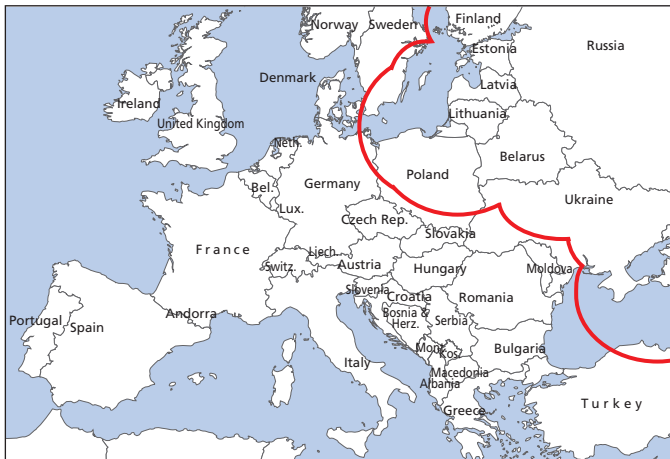 Norway
Sweden
Finland
Russia
Estonia
Denmark
Latvia
Ireland
Lithuania
United Kingdom
Neth.
Belarus
Poland
Germany
Bel.
Ukraine
Lux.
Czech Rep.
Slovakia
France
Liech.
Switz.
Austria
Hungary
Moldova
Slovenia
Croatia
Romania
Andorra
Bosnia &
Herz.
Serbia
Portugal
Spain
Mont.
Kos.
Bulgaria
Italy
Macedonia
Albania
Turkey
Greece